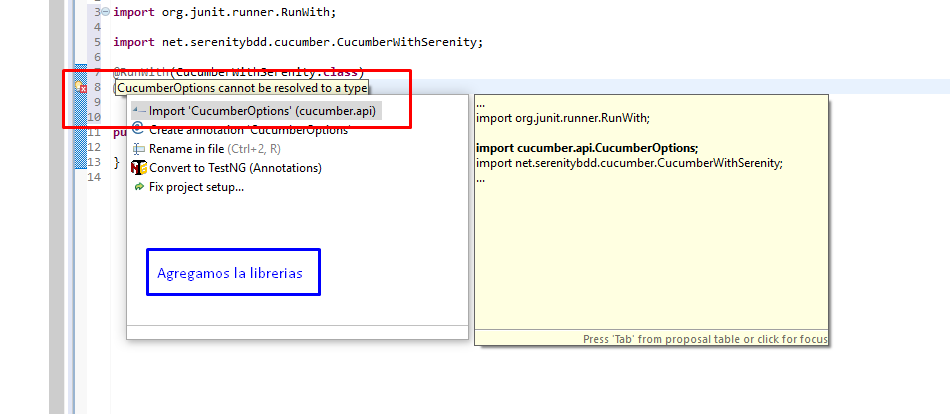 3 import org.junit.runner.RunWith;
4
5 import net.serenitybdd.cucumber.CucumberWithSerenity;
6
7 @RunWith(CucumberWithSerenity.class)
8 CucumberOptions cannot be resolved to a type
9
10
11 pu
12
13 }
14
Import 'CucumberOptions' (cucumber.api)
Create annotation 'CucumberOptions'
Rename in file (Ctrl+2, R)
Convert to TestNG (Annotations)
Fix project setup...
Agregamos la librerias
...
import org.junit.runner.RunWith;
import cucumber.api.CucumberOptions;
import net.serenitybdd.cucumber.CucumberWithSerenity;
...
Press 'Tab' from proposal table or click for focus